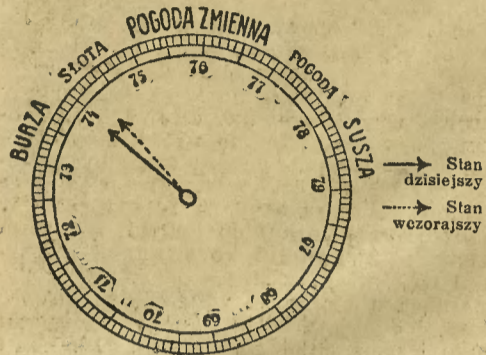 POGODA ZMIENNA
SŁOTA
POGODA
BURZA
SUSZA
73
74
75
76
77
78
79
67
68
69
70
71
72
Stan
dzisiejszy
Stan
wczorajszy